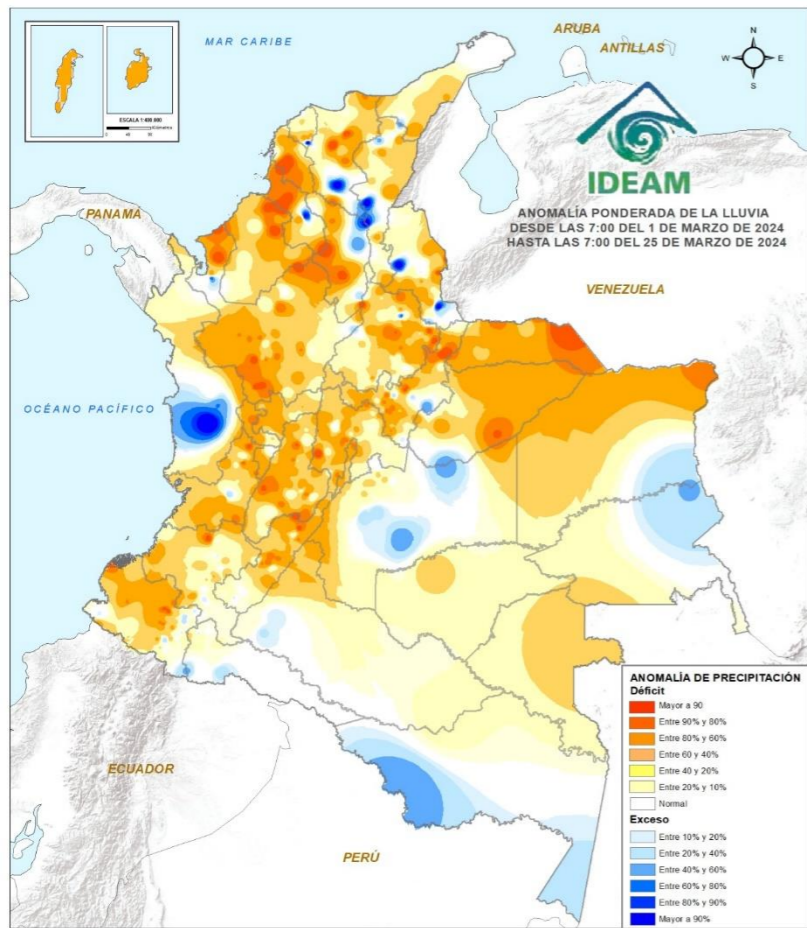 MAR CARIBE
ARUBA
ANTILLAS
N
W
E
S
ESCALA 1:400.000
IDEAM
ANOMALÍA PONDERADA DE LA LLUVIA
DESDE LAS 7:00 DEL 1 DE MARZO DE 2024
HASTA LAS 7:00 DEL 25 DE MARZO DE 2024
PANAMA
VENEZUELA
OCÉANO PACÍFICO
ECUADOR
PERÚ
ANOMALÍA DE PRECIPITACIÓN
Déficit
Mayor a 90
Entre 90% y 80%
Entre 80% y 60%
Entre 60 y 40%
Entre 40 y 20%
Entre 20% y 10%
Normal
Exceso
Entre 10% y 20%
Entre 20% y 40%
Entre 40% y 60%
Entre 60% y 80%
Entre 80% y 90%
Mayor a 90%